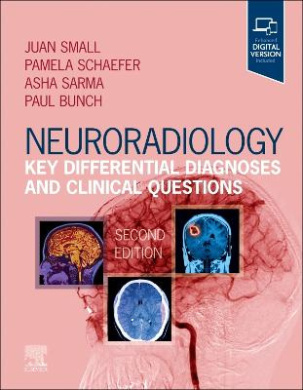 JUAN SMALL
PAMELA SCHAEFER
ASHA SARMA
PAUL BUNCH
Enhanced
DIGITAL
VERSION
Included
NEURORADIOLOGY
KEY DIFFERENTIAL DIAGNOSES
AND CLINICAL QUESTIONS
SECOND
EDITION
ELSEVIER